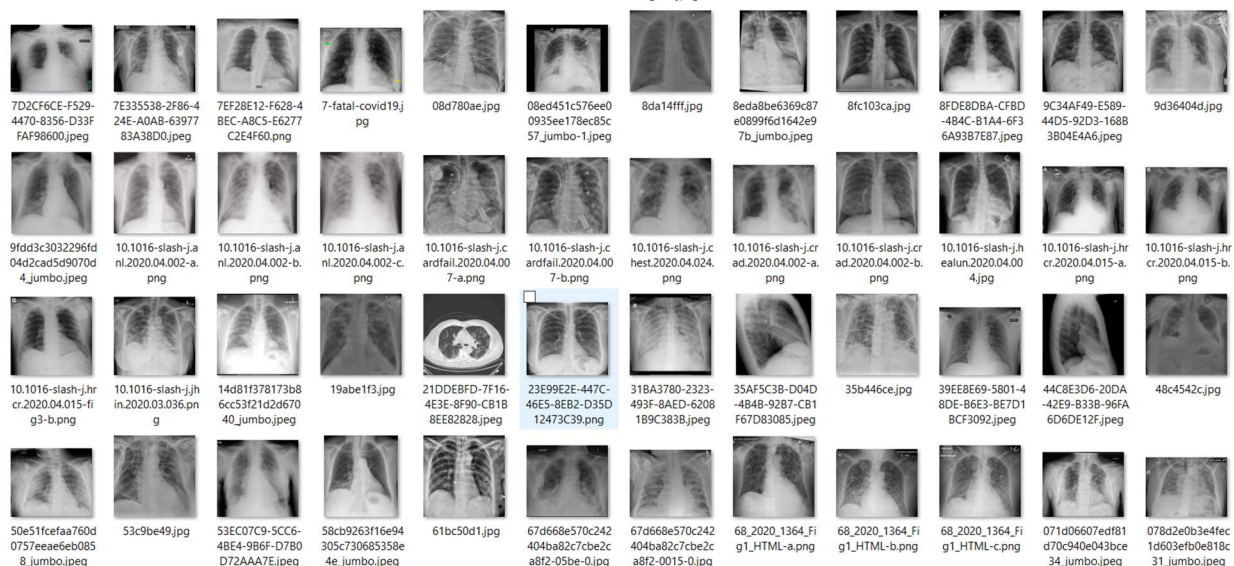 7D2CF6CE-F529-
4470-8356-D33F
FAF98600.jpeg
7E335538-2F86-4
24E-A0AB-63977
83A38D0.jpeg
7EF28E12-F628-4
BEC-A8C5-E6277
C2E4F60.png
7-fatal-covid19.j
pg
08d780ae.jpg
08ed451c576ee0
0935ee178ec85c
57_jumbo-1.jpeg
8da14fff.jpg
8eda8be6369c87
e0899f6d1642e9
7b_jumbo.jpeg
8fc103ca.jpg
8FDE8DBA-CFBD
-4B4C-B1A4-6F3
6A93B7E87.jpeg
9C34AF49-E589-
44D5-92D3-168B
3B04E4A6.jpeg
9d36404d.jpg
9fdd3c3032296fd
04d2cad5d9070d
4_jumbo.jpeg
10.1016-slash-j.a
nl.2020.04.002-a.
png
10.1016-slash-j.a
nl.2020.04.002-b.
png
10.1016-slash-j.a
nl.2020.04.002-c.
png
10.1016-slash-j.c
ardfail.2020.04.00
7-a.png
10.1016-slash-j.c
ardfail.2020.04.00
7-b.png
10.1016-slash-j.c
hest.2020.04.024.
png
10.1016-slash-j.cr
ad.2020.04.002-a.
png
10.1016-slash-j.cr
ad.2020.04.002-b.
png
10.1016-slash-j.h
ealun.2020.04.00
4.jpg
10.1016-slash-j.hr
cr.2020.04.015-a.
png
10.1016-slash-j.hr
cr.2020.04.015-b.
png
10.1016-slash-j.hr
cr.2020.04.015-fi
g3-b.png
10.1016-slash-j.jh
in.2020.03.036.pn
g
14d81f378173b8
6cc53f21d2d670
40_jumbo.jpeg
19abe1f3.jpg
21DDEBFD-7F16-
4E3E-8F90-CB1B
8EE82828.jpeg
23E99E2E-447C-
46E5-8EB2-D35D
12473C39.png
31BA3780-2323-
493F-8AED-6208
1B9C383B.jpeg
35AF5C3B-D04D
-4B4B-92B7-CB1
F67D83085.jpeg
35b446ce.jpg
39EE8E69-5801-4
8DE-B6E3-BE7D1
BCF3092.jpeg
44C8E3D6-20DA
-42E9-B33B-96FA
6D6DE12F.jpeg
48c4542c.jpg
50e51fcefaa760d
0757eeae6eb085
8_jumbo.jpeg
53c9be49.jpg
53EC07C9-5CC6-
4BE4-9B6F-D7B0
D72AAA7E.jpeg
58cb9263f16e94
305c730685358e
4e_jumbo.jpeg
61bc50d1.jpg
67d668e570c242
404ba82c7cbe2c
a8f2-05be-0.jpg
67d668e570c242
404ba82c7cbe2c
a8f2-0015-0.jpg
68_2020_1364_Fi
g1_HTML-a.png
68_2020_1364_Fi
g1_HTML-b.png
68_2020_1364_Fi
g1_HTML-c.png
071d06607edf81
d70c940e043bce
34_jumbo.jpeg
078d2e0b3e4fec
1d603efb0e818c
31_jumbo.jpeg